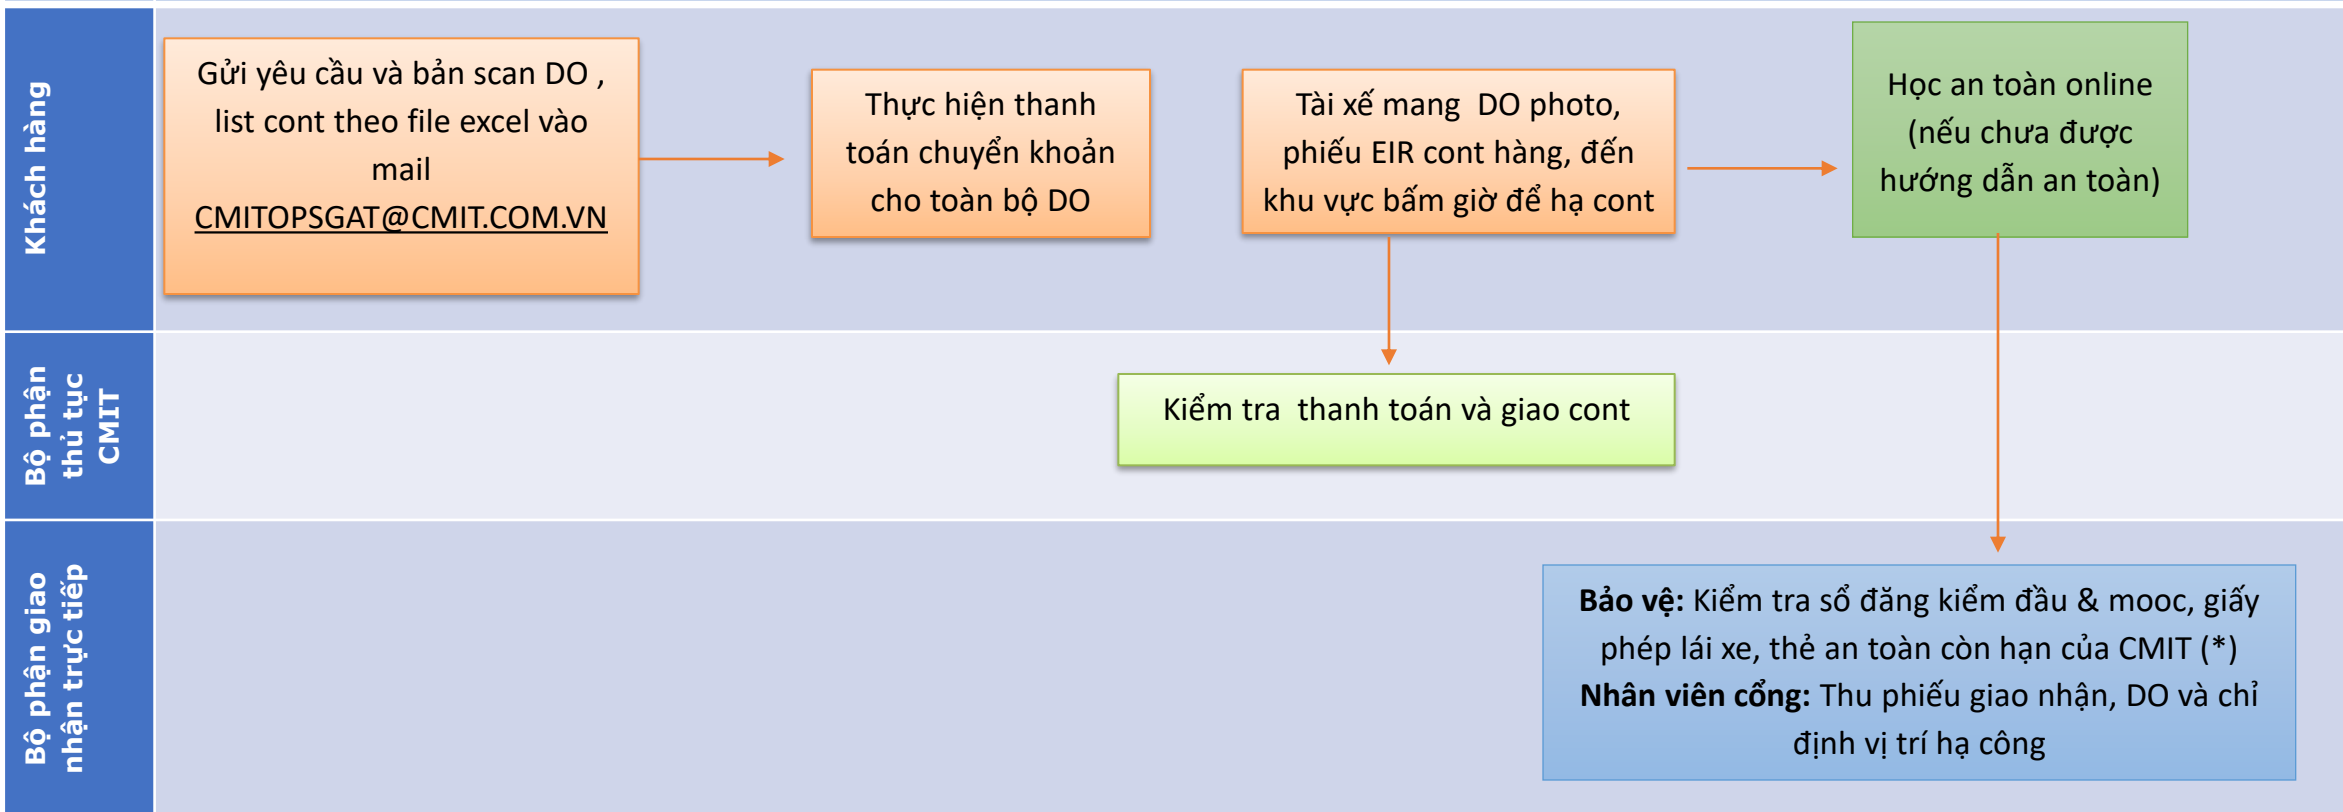 Khách hàng
Gửi yêu cầu và bản scan DO ,
list cont theo file excel vào
mail
CMITOPSGAT@CMIT.COM.VN
Thực hiện thanh
toán chuyển khoản
cho toàn bộ DO
Tài xế mang DO photo,
phiếu EIR cont hàng, đến
khu vực bấm giờ để hạ cont
Học an toàn online
(nếu chưa được
hướng dẫn an toàn)
Bộ phận
thủ tục
CMIT
Kiểm tra thanh toán và giao cont
Bộ phận giao
nhận trực tiếp
Bảo vệ: Kiểm tra sổ đăng kiểm đầu & mooc, giấy
phép lái xe, thẻ an toàn còn hạn của CMIT (*)
Nhân viên cổng: Thu phiếu giao nhận, DO và chỉ
định vị trí hạ công